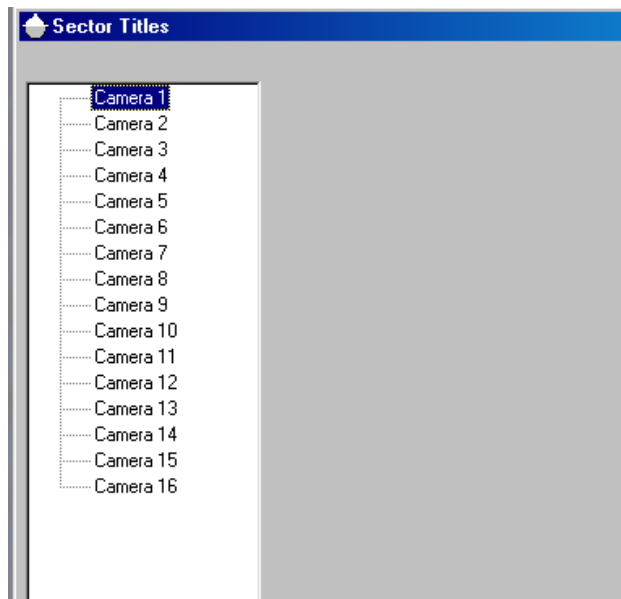 Sector Titles
Camera 1
Camera 2
Camera 3
Camera 4
Camera 5
Camera 6
Camera 7
Camera 8
Camera 9
Camera 10
Camera 11
Camera 12
Camera 13
Camera 14
Camera 15
Camera 16